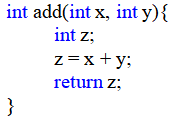 int add(int x, int y){
int z;
z = x + y;
return z;
}